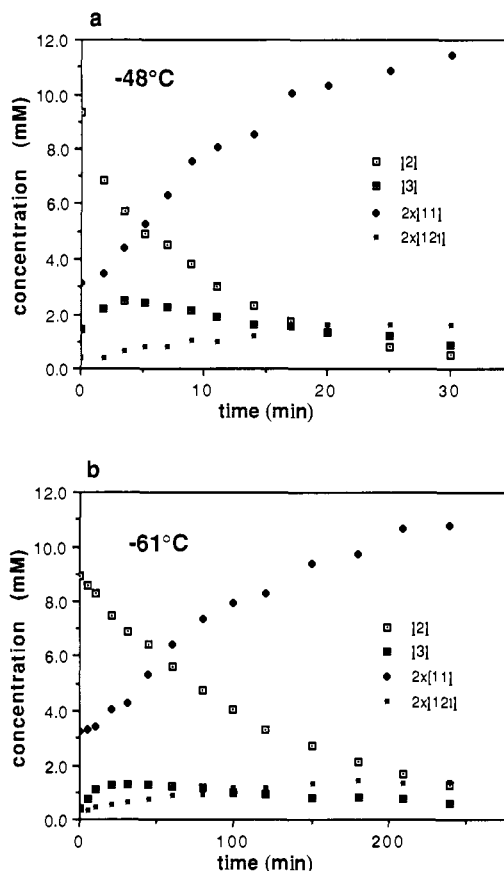 a
12.0
-48°C
10.0
8.0
6.0
4.0
2.0
0.0
concentration (mM)
]2]
]3]
2x]11]
2x]12t]
0
10
20
30
time (min)
b
12.0
-61°C
10.0
8.0
6.0
4.0
2.0
0.0
concentration (mM)
]2]
]3]
2x[11]
2x]12t]
0
100
200
time (min)